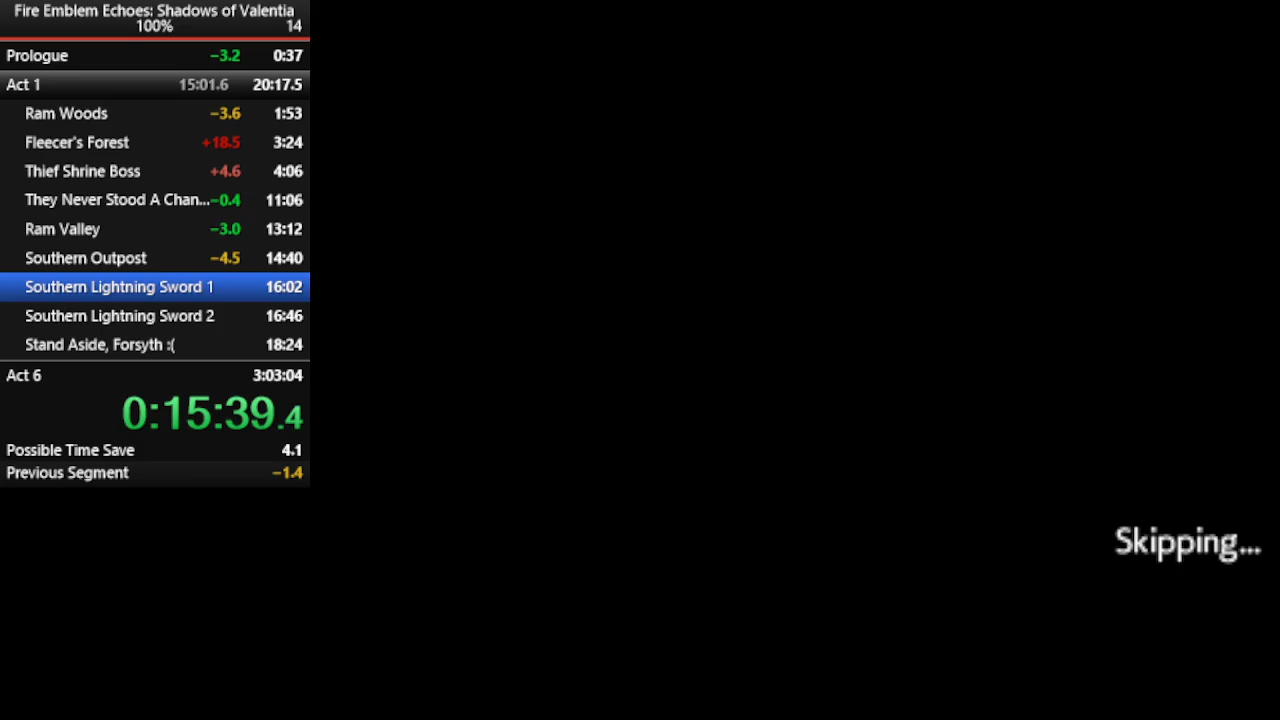 Fire Emblem Echoes: Shadows of Valentia
100% 14
Prologue −3.2 0:37
Act 1 15:01.6 20:17.5
Ram Woods −3.6 1:53
Fleecer's Forest +18.5 3:24
Thief Shrine Boss +4.6 4:06
They Never Stood A Chan... −0.4 11:06
Ram Valley −3.0 13:12
Southern Outpost −4.5 14:40
Southern Lightning Sword 1 16:02
Southern Lightning Sword 2 16:46
Stand Aside, Forsyth :( 18:24
Act 6 3:03:04
0:15:39.4
Possible Time Save 4.1
Previous Segment −1.4
Skipping...